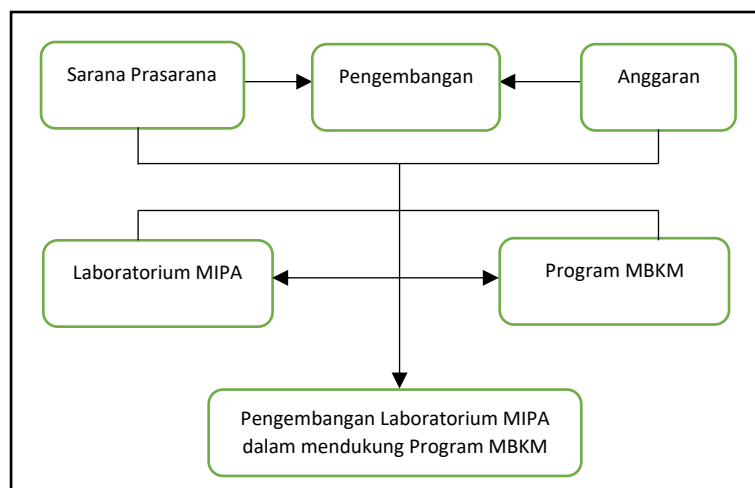 Sarana Prasarana
Pengembangan
Anggaran
Laboratorium MIPA
Program MBKM
Pengembangan Laboratorium MIPA
dalam mendukung Program MBKM